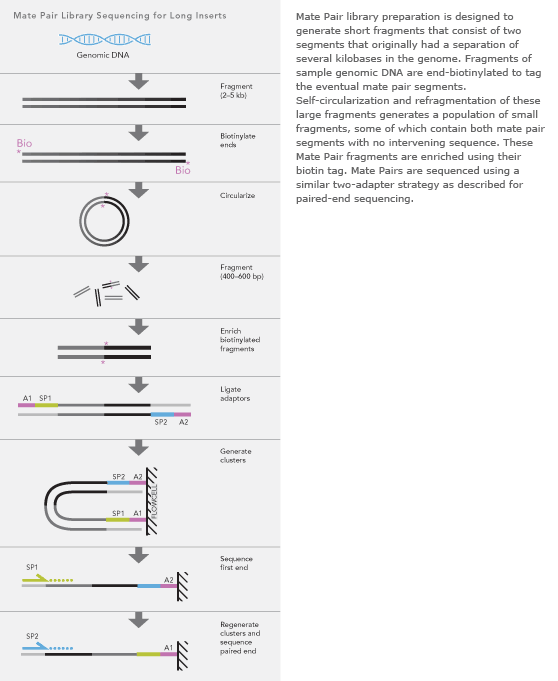 Mate Pair Library Sequencing for Long Inserts
Genomic DNA
Fragment
(2–5 kb)
Biotinylate
ends
Bio
*
*
Bio
Circularize
*
*
Fragment
(400–600 bp)
Enrich
biotinylated
fragments
*
*
Ligate
adaptors
A1 SP1
SP2 A2
Generate
clusters
SP2 A2
SP1 A1
FLOWCELL
Sequence
first end
SP1
A2
Regenerate
clusters and
sequence
paired end
SP2
A1
Mate Pair library preparation is designed to
generate short fragments that consist of two
segments that originally had a separation of
several kilobases in the genome. Fragments of
sample genomic DNA are end-biotinylated to tag
the eventual mate pair segments.
Self-circularization and refragmentation of these
large fragments generates a population of small
fragments, some of which contain both mate pair
segments with no intervening sequence. These
Mate Pair fragments are enriched using their
biotin tag. Mate Pairs are sequenced using a
similar two-adapter strategy as described for
paired-end sequencing.